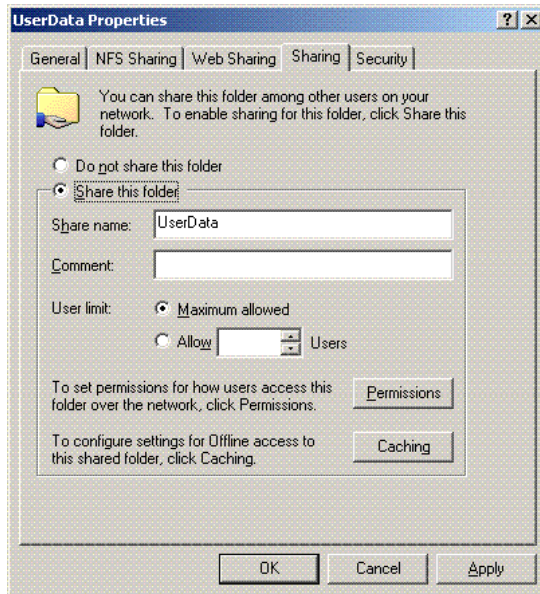 UserData Properties
General NFS Sharing Web Sharing Sharing Security
You can share this folder among other users on your
network. To enable sharing for this folder, click Share this
folder.
Do not share this folder
Share this folder
Share name: UserData
Comment:
User limit: Maximum allowed
Allow Users
To set permissions for how users access this
folder over the network, click Permissions.
Permissions
To configure settings for Offline access to
this shared folder, click Caching.
Caching
OK Cancel Apply